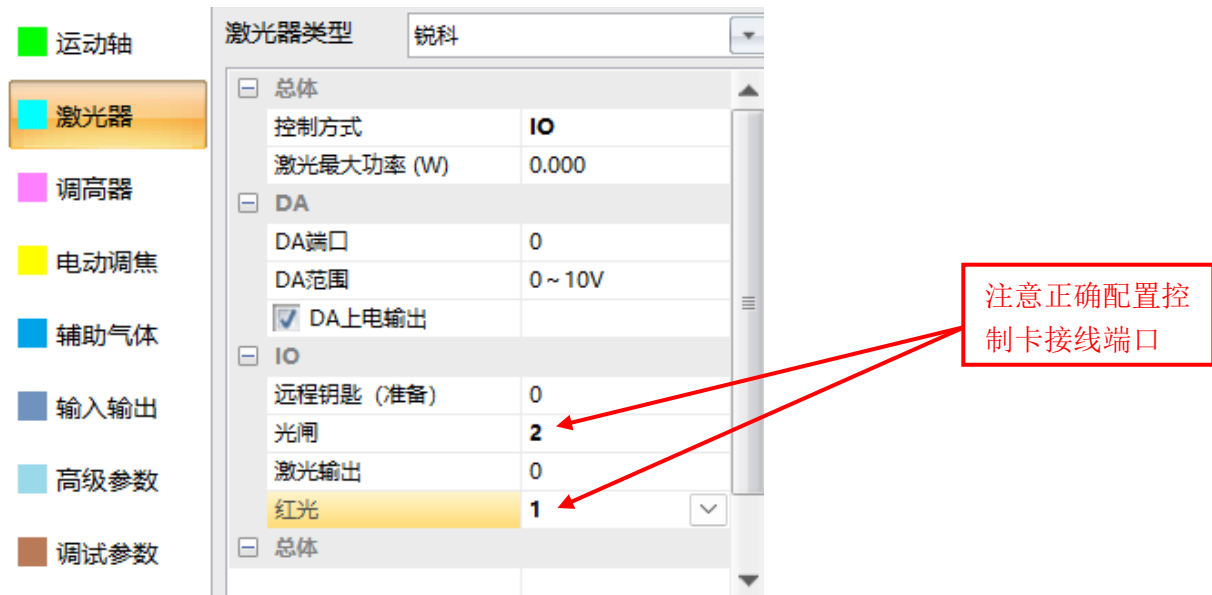 运动轴
激光器
调高器
电动调焦
辅助气体
输入输出
高级参数
调试参数
激光器类型 锐科
总体
控制方式 IO
激光最大功率 (W) 0.000
DA
DA端口 0
DA范围 0~10V
DA上电输出
IO
远程钥匙（准备） 0
光闸 2
激光输出 0
红光 1
总体
注意正确配置控
制卡接线端口